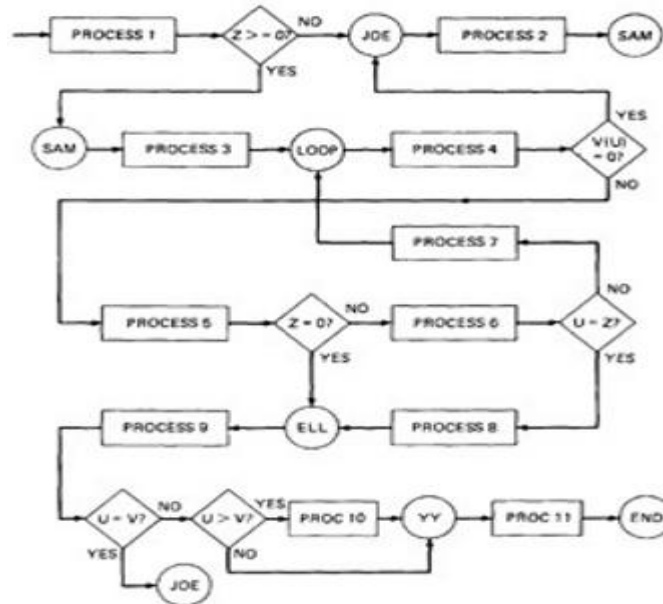 PROCESS 1
Z > = 0?
NO
JOE
PROCESS 2
SAM
YES
SAM
PROCESS 3
LOOP
PROCESS 4
V(U) = 0?
YES
NO
PROCESS 7
PROCESS 5
Z = 0?
NO
PROCESS 6
U = Z?
NO
YES
YES
PROCESS 9
ELL
PROCESS 8
U = V?
NO
U > V?
YES
PROC 10
YY
PROC 11
END
YES
NO
JOE